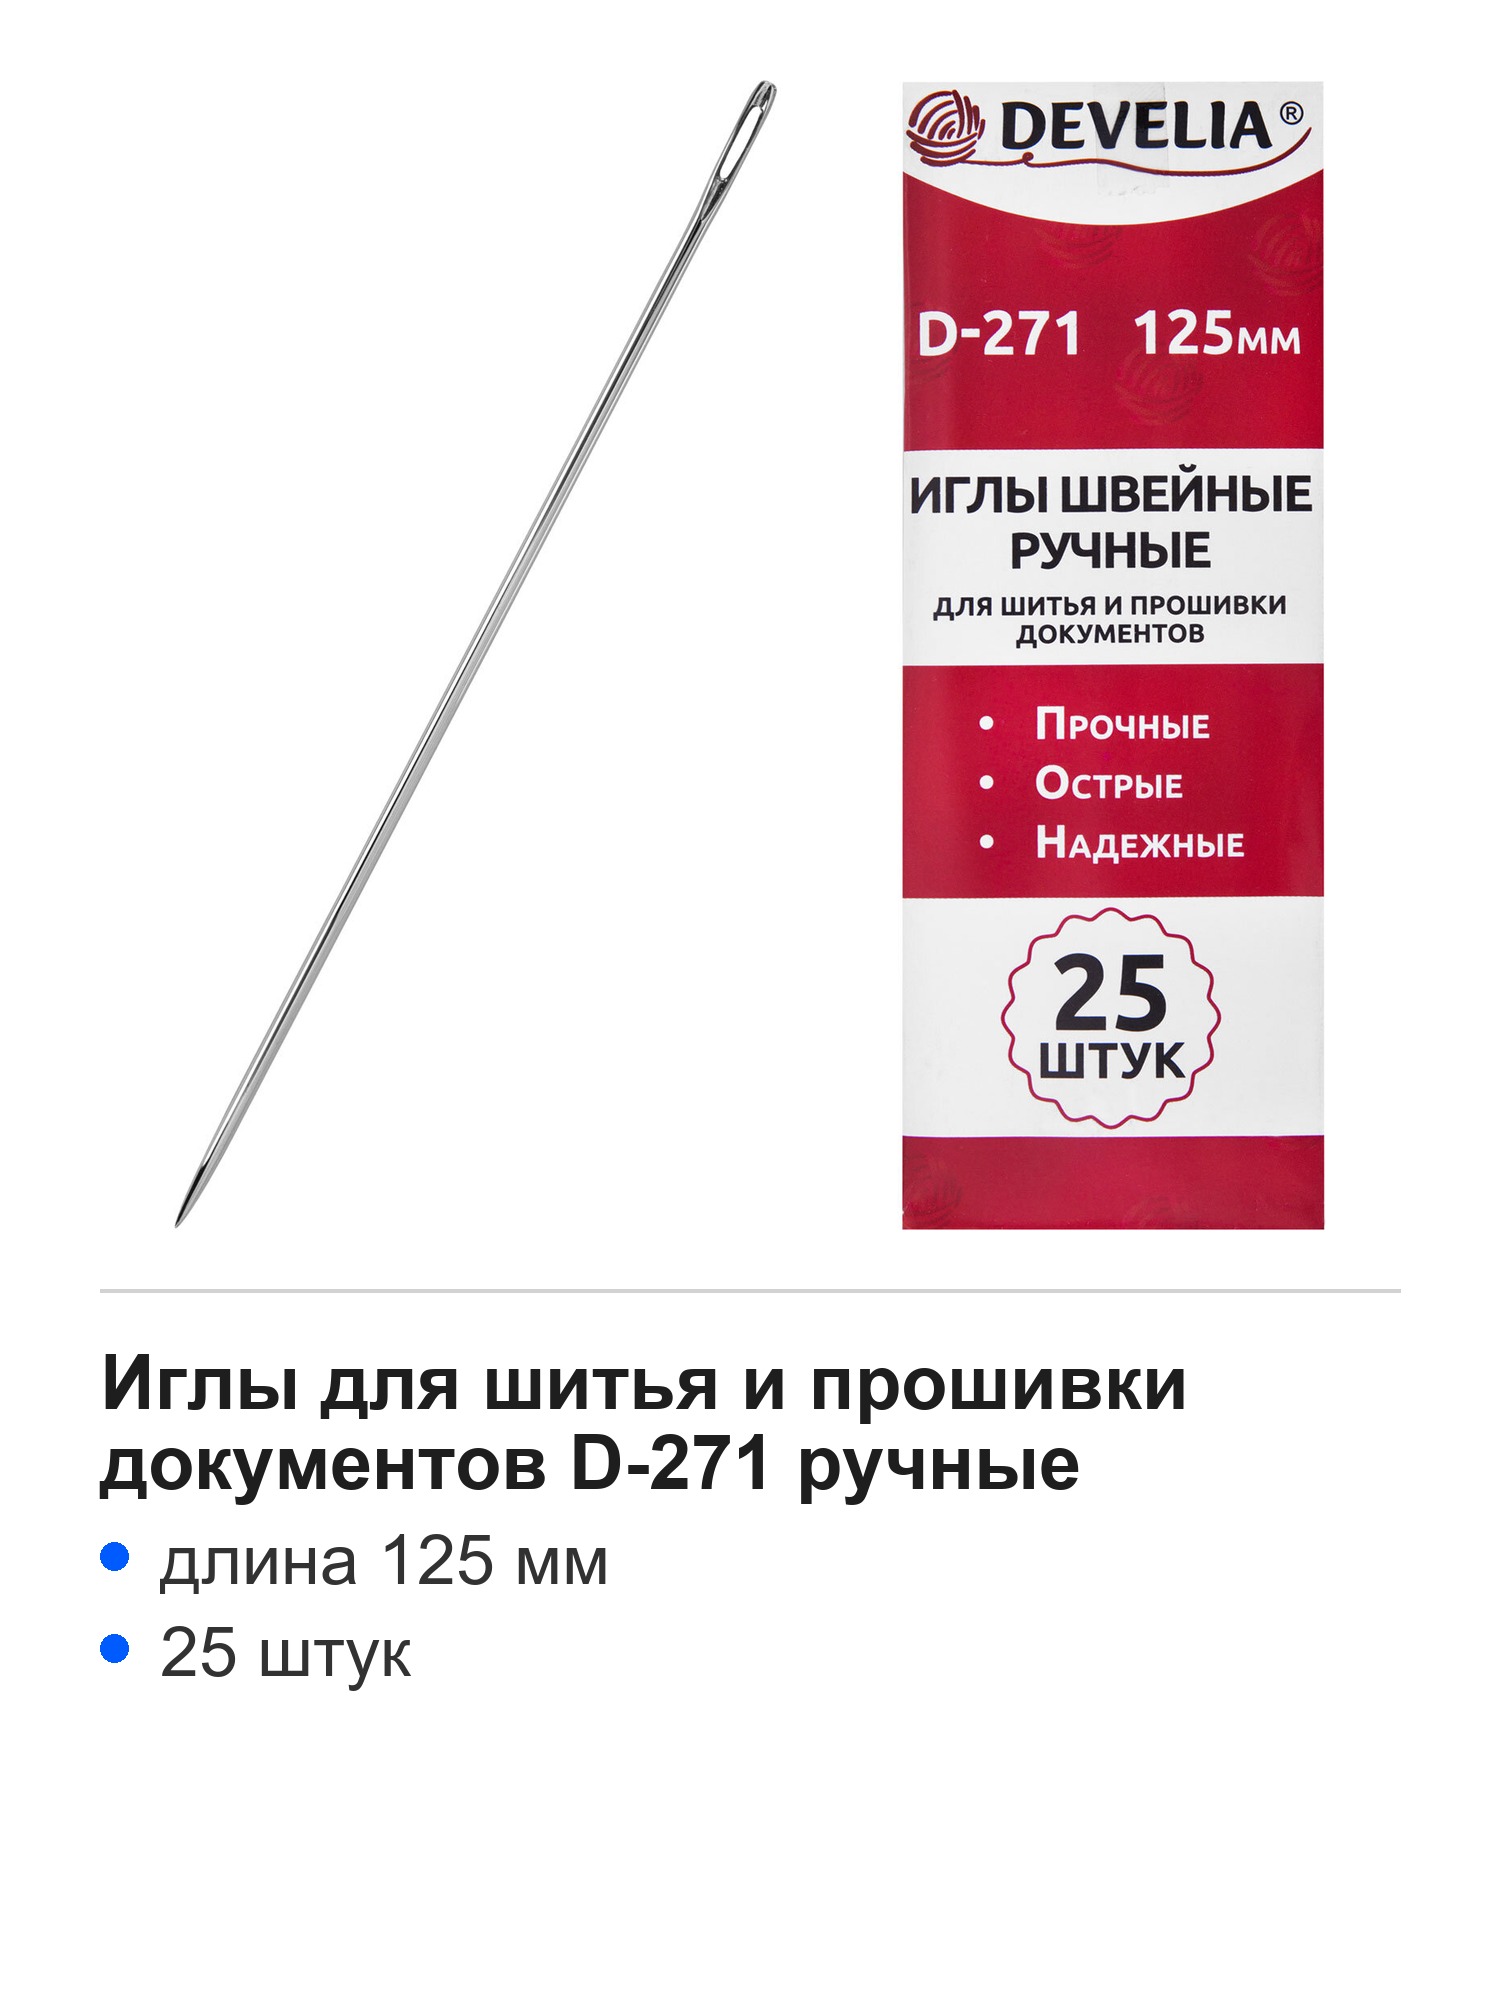 DEVELIA®
D-271 125мм
ИГЛЫ ШВЕЙНЫЕ
РУЧНЫЕ
ДЛЯ ШИТЬЯ И ПРОШИВКИ
ДОКУМЕНТОВ
• Прочные
• Острые
• Надежные
25
ШТУК
Иглы для шитья и прошивки
документов D-271 ручные
• длина 125 мм
• 25 штук